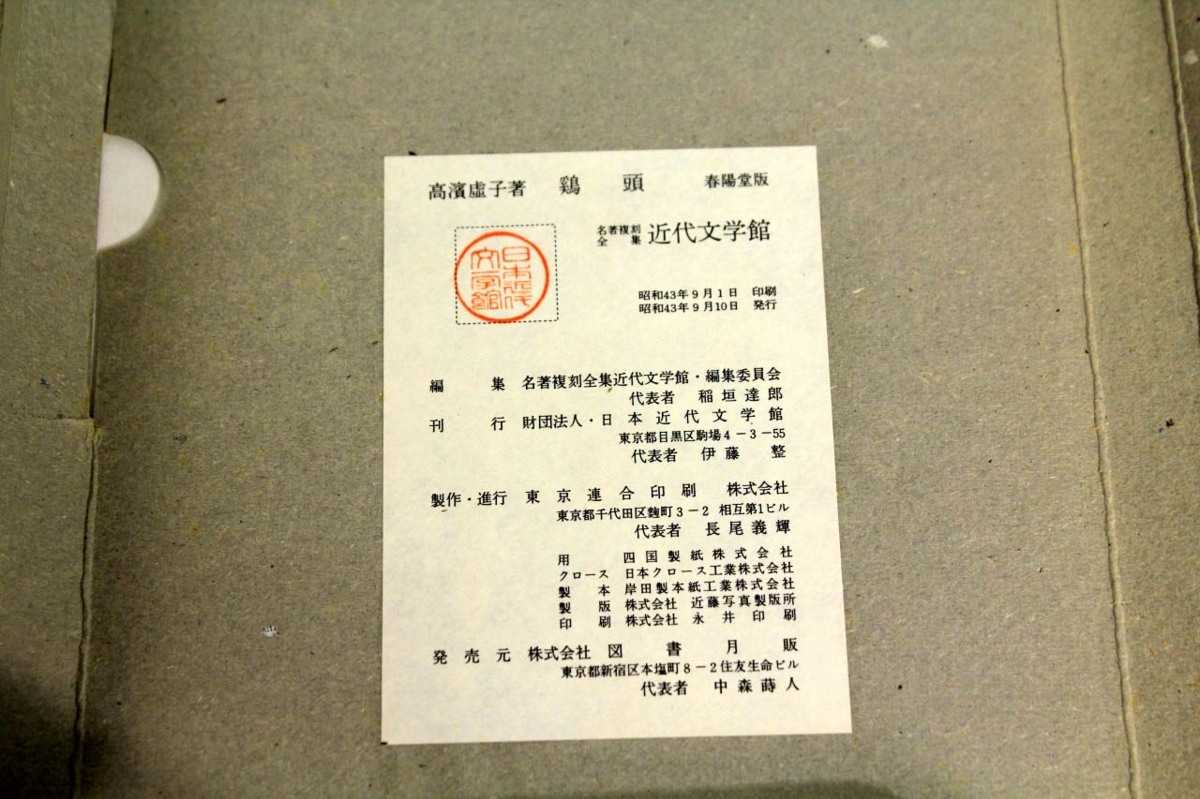 高濱虛子著 鷄頭 春陽堂版
名著複刻全集 近代文学館
日本近代文学館
昭和43年9月1日 印刷
昭和43年9月10日 発行
編集 名著複刻全集近代文学館・編集委員会
代表者 稲垣達郎
刊行 財団法人・日本近代文学館
東京都目黒区駒場4-3-55
代表者 伊藤整
製作・進行 東京連合印刷 株式会社
東京都千代田区麹町3-2 相互第1ビル
代表者 長尾義輝
用 四国製紙株式会社
クロース 日本クロース工業株式会社
製本 岸田製本紙工業株式会社
製版 株式会社 近藤写真製版所
印刷 株式会社 永井印刷
発売元 株式会社 図書月販
東京都新宿区本塩町8-2住友生命ビル
代表者 中森蒔人